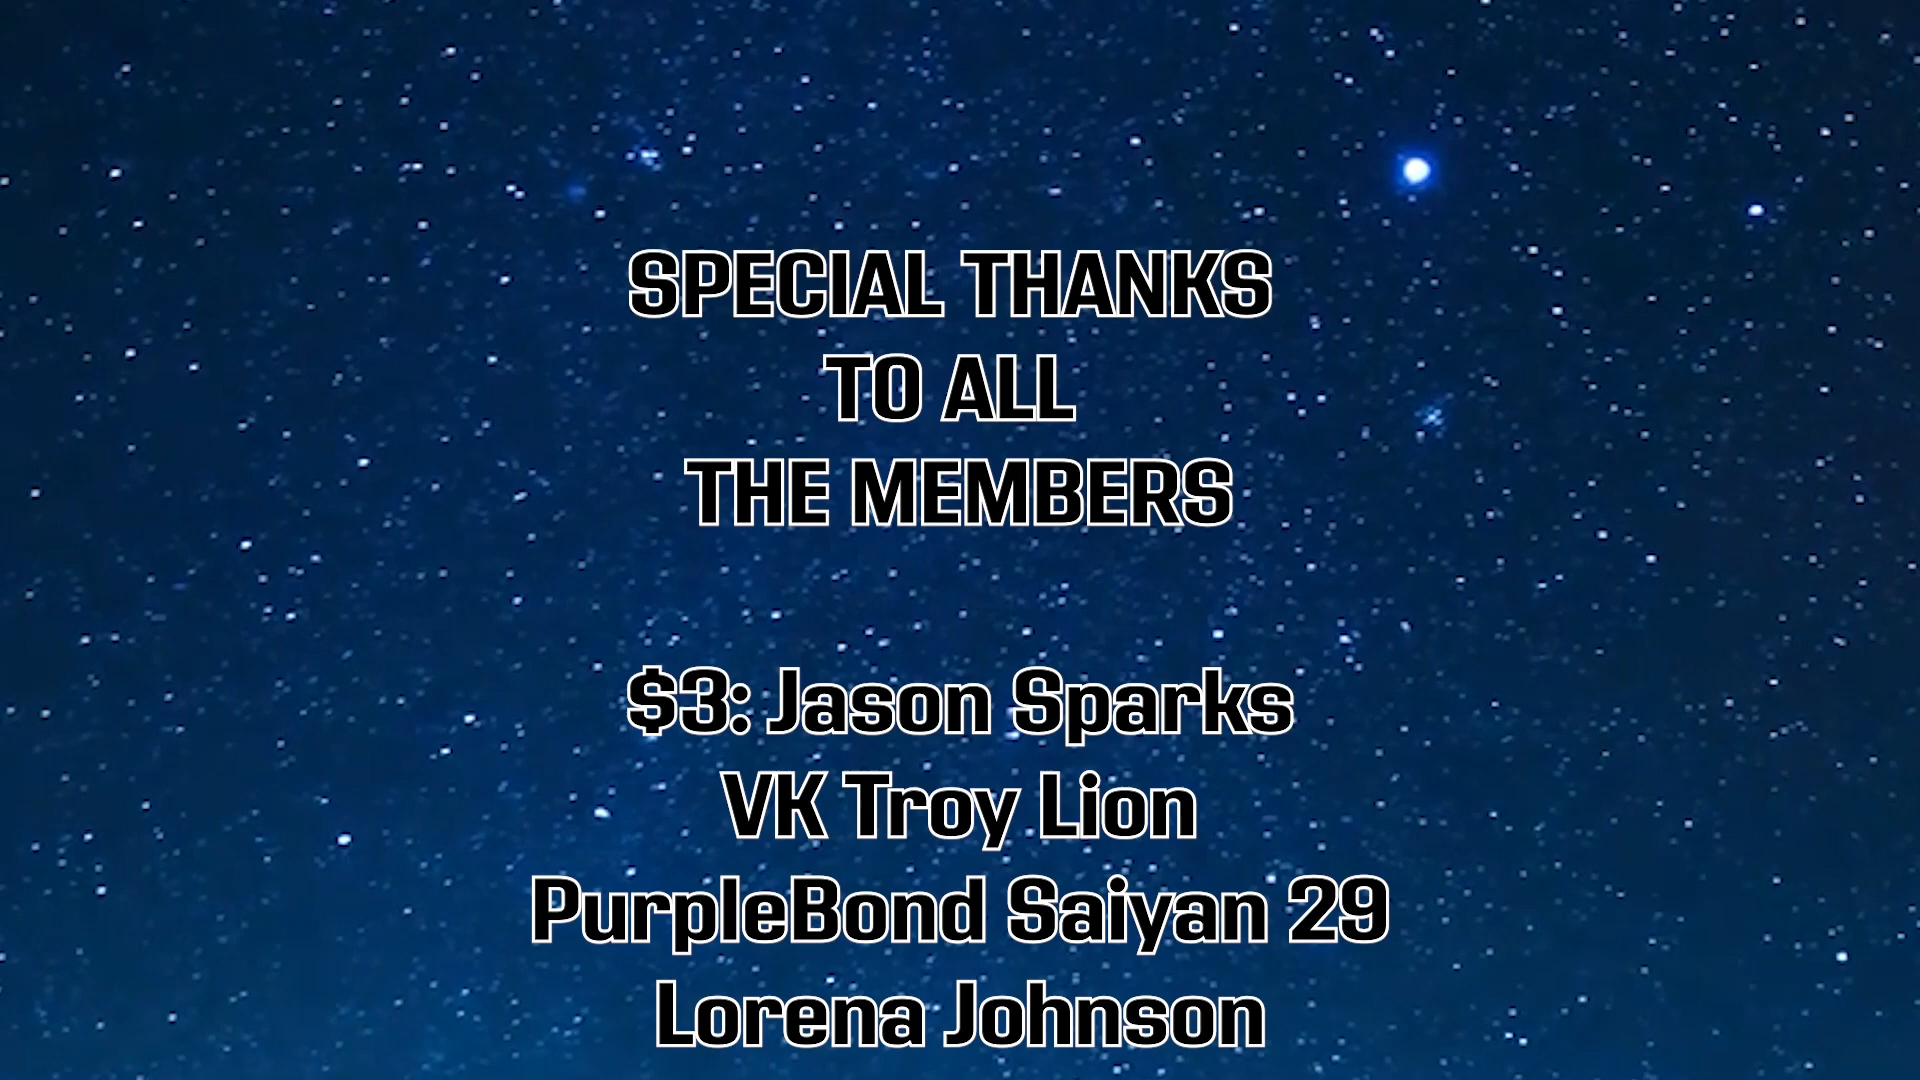 SPECIAL THANKS
TO ALL
THE MEMBERS
$3: Jason Sparks
VK Troy Lion
PurpleBond Saiyan 29
Lorena Johnson